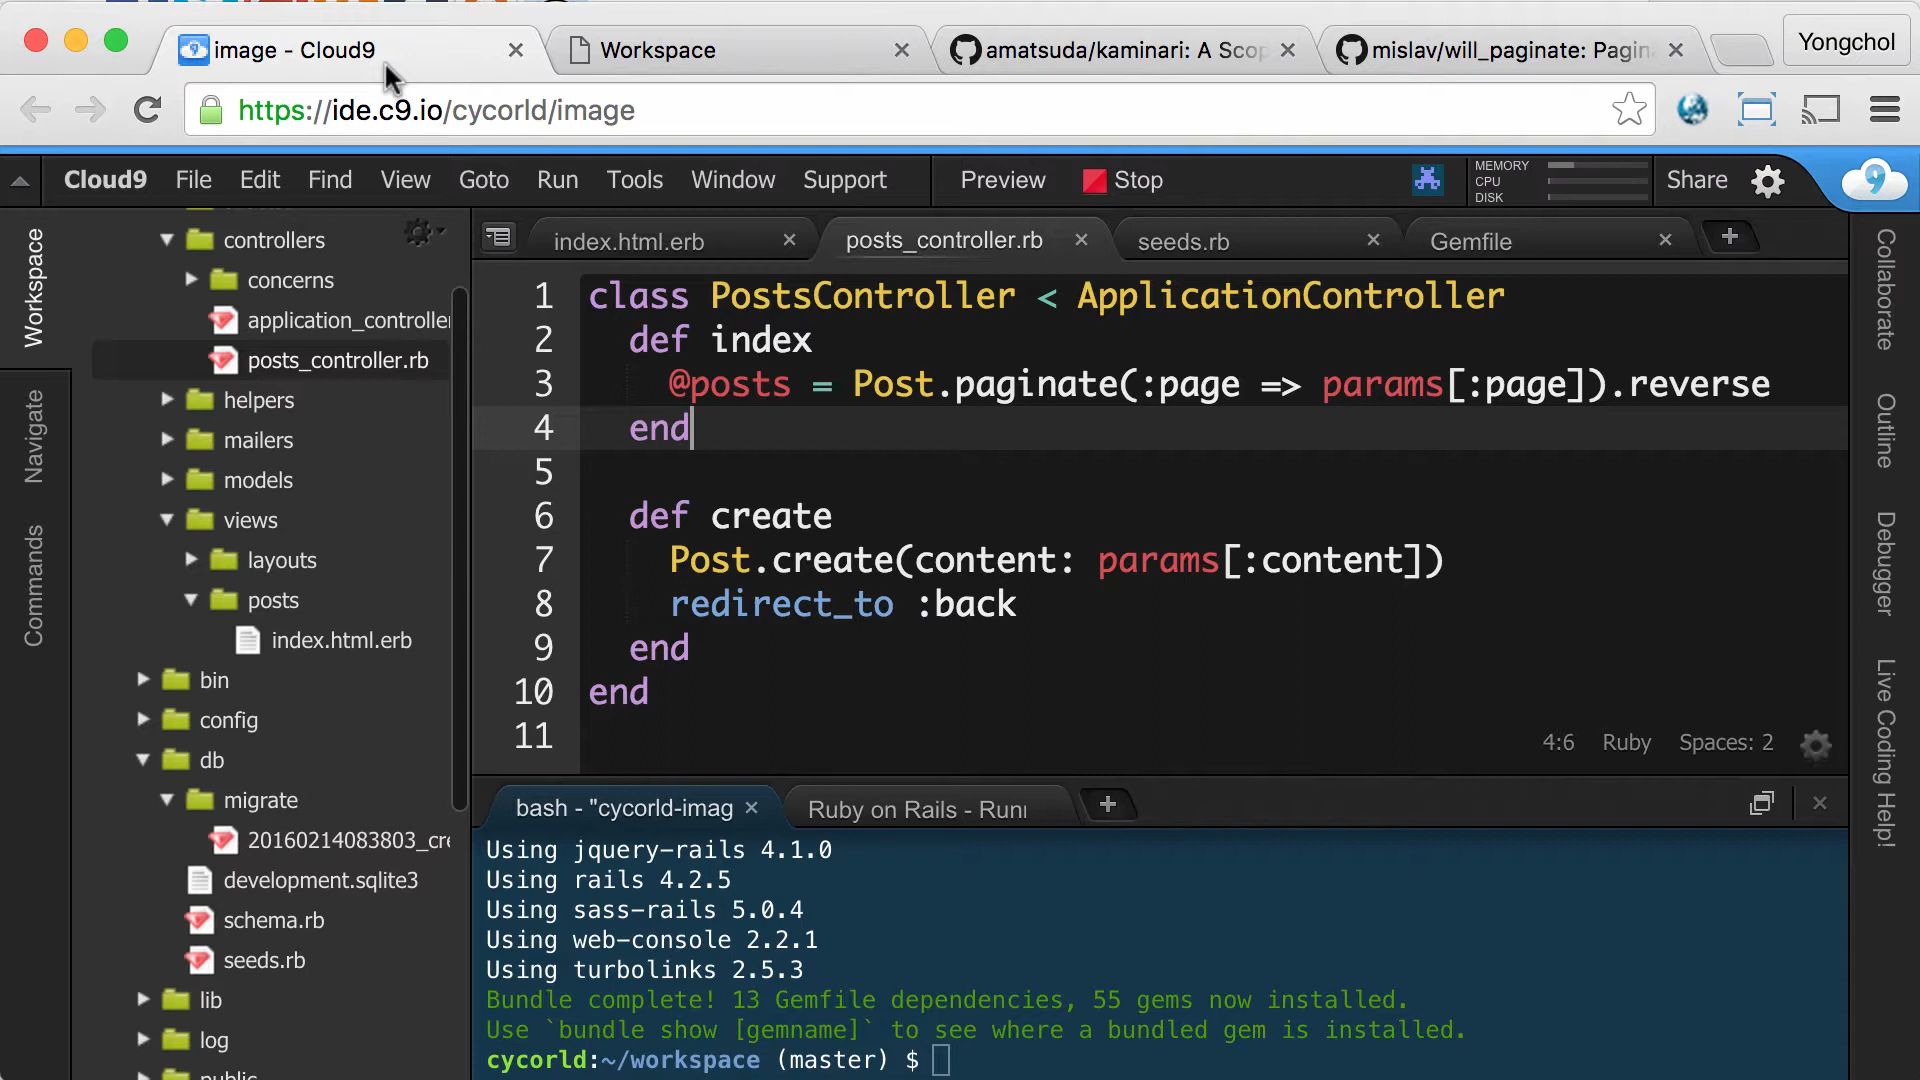 image - Cloud9
Workspace
amatsuda/kaminari: A Scop
mislav/will_paginate: Pagin
Yongchol
https://ide.c9.io/cycorld/image
Cloud9 File Edit Find View Goto Run Tools Window Support Preview Stop
MEMORY
CPU
DISK
Share
9
Workspace
Navigate
Commands
controllers
concerns
application_controller
posts_controller.rb
helpers
mailers
models
views
layouts
posts
index.html.erb
bin
config
db
migrate
20160214083803_cre
development.sqlite3
schema.rb
seeds.rb
lib
log
public
index.html.erb
posts_controller.rb
seeds.rb
Gemfile
1 class PostsController < ApplicationController
2 def index
3 @posts = Post.paginate(:page => params[:page]).reverse
4 end
5
6 def create
7 Post.create(content: params[:content])
8 redirect_to :back
9 end
10 end
11
4:6 Ruby Spaces: 2
bash - "cycorld-imag
Ruby on Rails - Runn
Using jquery-rails 4.1.0
Using rails 4.2.5
Using sass-rails 5.0.4
Using web-console 2.2.1
Using turbolinks 2.5.3
Bundle complete! 13 Gemfile dependencies, 55 gems now installed.
Use `bundle show [gemname]` to see where a bundled gem is installed.
cycorld:~/workspace (master) $
Collaborate
Outline
Debugger
Live Coding Help!